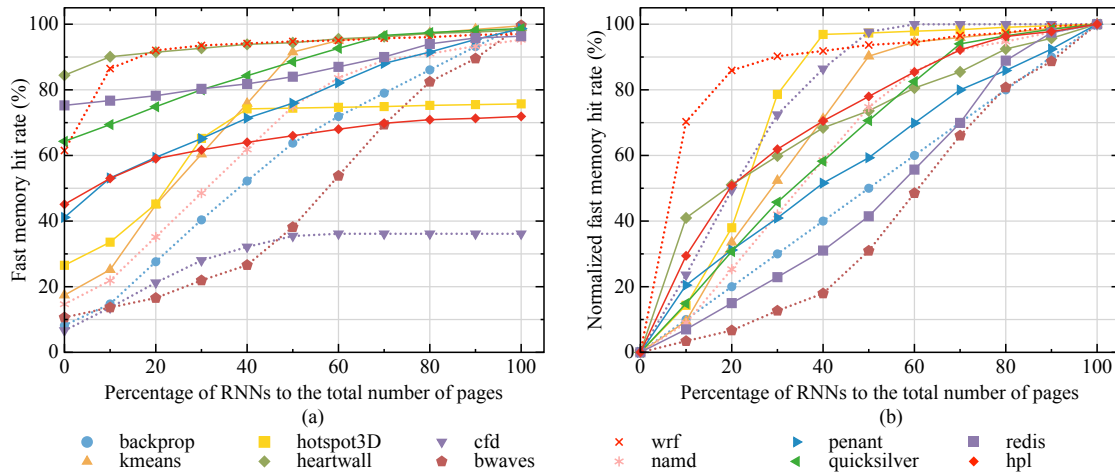 Fast memory hit rate (%)
100
80
60
40
20
0
0 20 40 60 80 100
Percentage of RNNs to the total number of pages
(a)
Normalized fast memory hit rate (%)
100
80
60
40
20
0
0 20 40 60 80 100
Percentage of RNNs to the total number of pages
(b)
backprop hotspot3D cfd wrf penant redis
kmeans heartwall bwaves namd quicksilver hpl